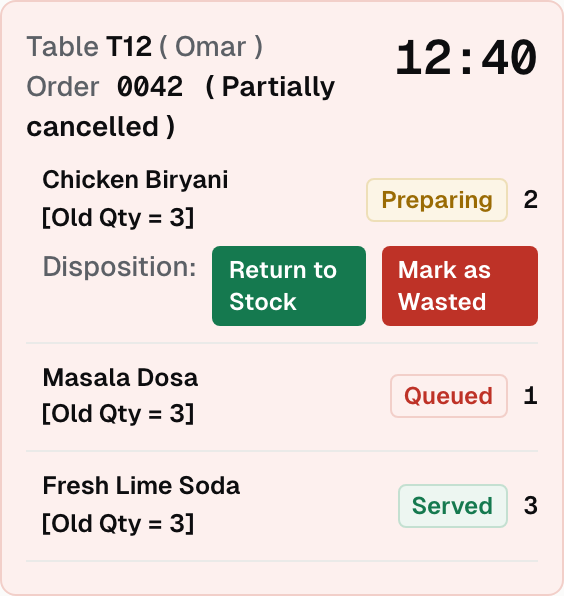 Table T12 ( Omar )
12:40
Order 0042 ( Partially
cancelled )
Chicken Biryani
[Old Qty = 3]
Preparing 2
Disposition:
Return to
Stock
Mark as
Wasted
Masala Dosa
[Old Qty = 3]
Queued 1
Fresh Lime Soda
[Old Qty = 3]
Served 3